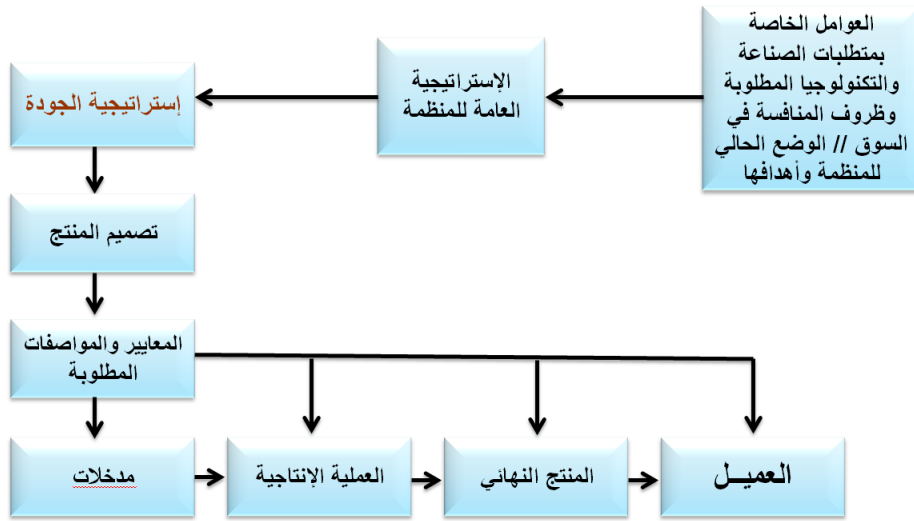 العوامل الخاصة
بمتطلبات الصناعة
والتكنولوجيا المطلوبة
وظروف المنافسة في
السوق // الوضع الحالي
للمنظمة وأهدافها
الإستراتيجية
العامة للمنظمة
إستراتيجية الجودة
تصميم المنتج
المعايير والمواصفات
المطلوبة
مدخلات
العملية الإنتاجية
المنتج النهائي
العميــل